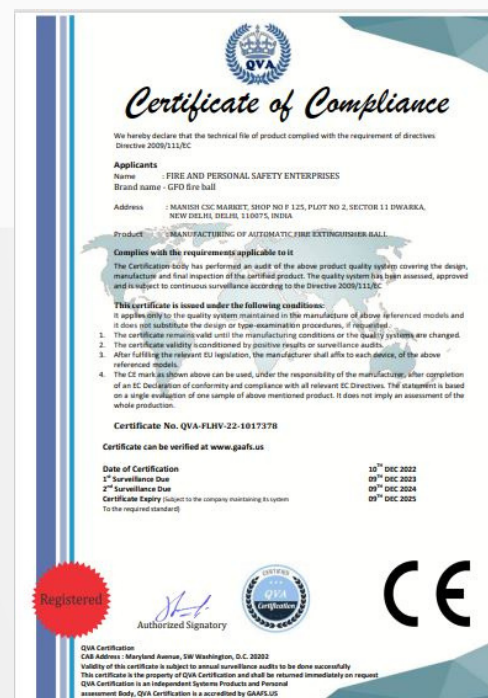 QVA
Certificate of Compliance
We hereby declare that the technical file of product complied with the requirement of directives
Directive 2009/111/EC
Applicants
Name : FIRE AND PERSONAL SAFETY ENTERPRISES
Brand name - GFO fire ball
Address : MANISH CSC MARKET, SHOP NO F 125, PLOT NO 2, SECTOR 11 DWARKA,
NEW DELHI, DELHI, 110075, INDIA
Product : MANUFACTURING OF AUTOMATIC FIRE EXTINGUISHER BALL
Complies with the requirements applicable to it
The Certification body has performed an audit of the above product quality system covering the design,
manufacture and final inspection of the certified product. The quality system has been assessed, approved
and is subject to continuous surveillance according to the Directive 2009/111/EC
This certificate is issued under the following conditions:
It applies only to the quality system maintained in the manufacture of above referenced models and
it does not substitute the design or type-examination procedures, if requested.
1. The certificate remains valid until the manufacturing conditions or the quality systems are changed.
2. The certificate validity is conditioned by positive results or surveillance audits.
3. After fulfilling the relevant EU legislation, the manufacturer shall affix to each device, of the above
referenced models.
4. The CE mark as shown above can be used, under the responsibility of the manufacturer, after completion
of an EC Declaration of conformity and compliance with all relevant EC Directives. The statement is based
on a single evaluation of one sample of above mentioned product. It does not imply an assessment of the
whole production.
Certificate No. QVA-FLHV-22-1017378
Certificate can be verified at www.gaafs.us
Date of Certification 10TH DEC 2022
1st Surveillance Due 09TH DEC 2023
2nd Surveillance Due 09TH DEC 2024
Certificate Expiry (Subject to the company maintaining its system 09TH DEC 2025
To the required standard)
Registered
Authorized Signatory
CERTIFIED
QVA
Certification
CE
QVA Certification
CAB Address : Maryland Avenue, SW Washington, D.C. 20202
Validity of this certificate is subject to annual surveillance audits to be done successfully
This certificate is the property of QVA Certification and shall be returned immediately on request
QVA Certification is an independent Systems Products and Personal
assessment Body, QVA Certification is a accredited by GAAFS.US